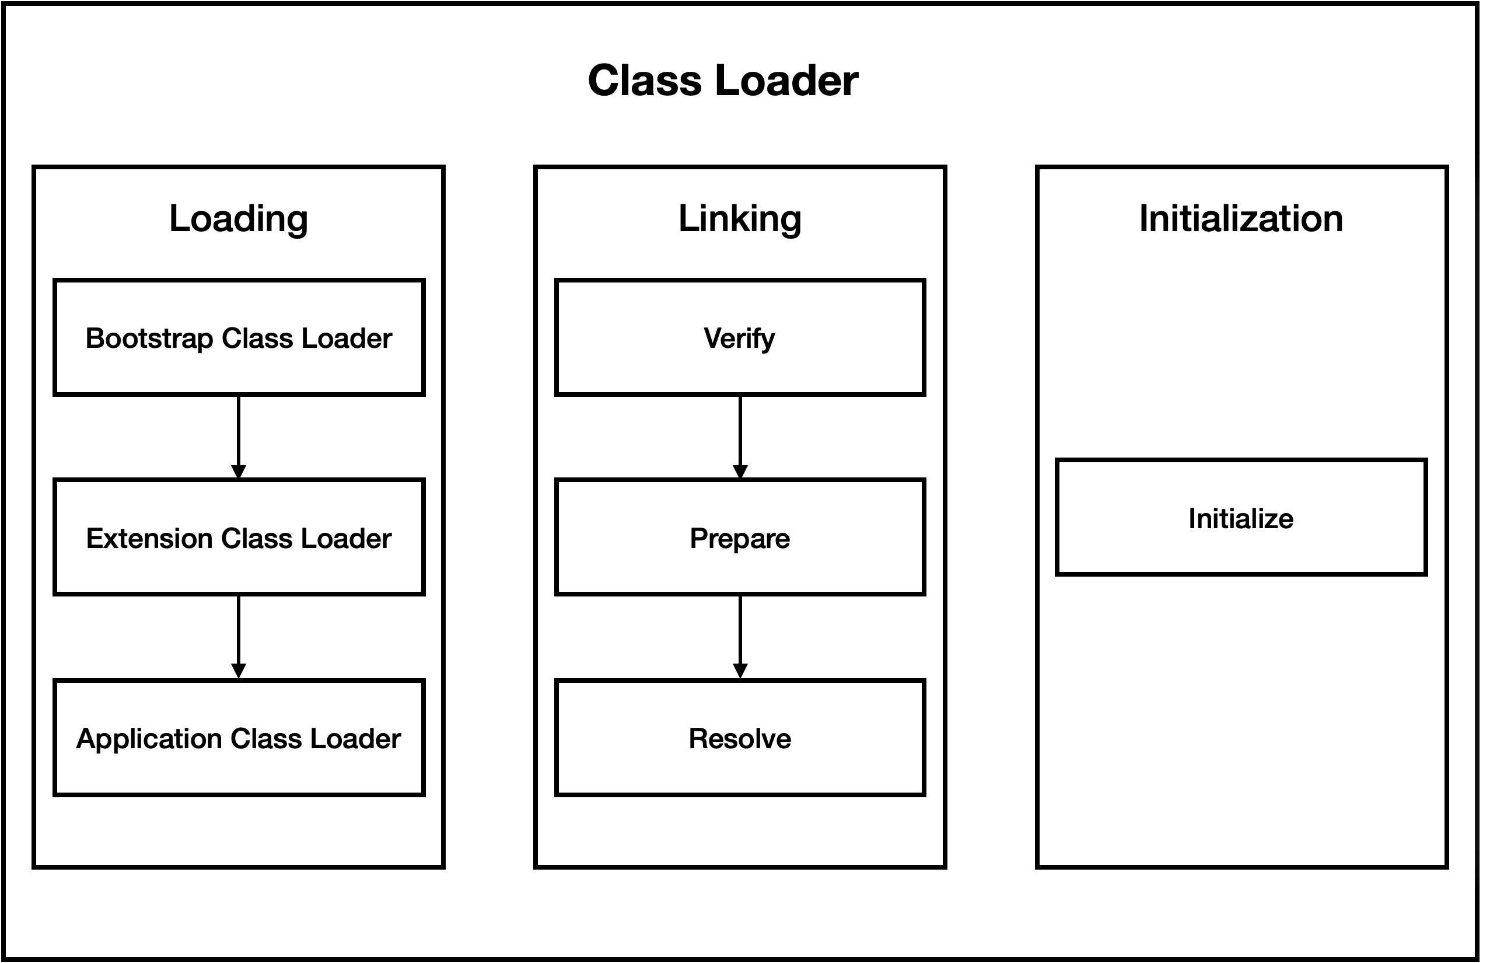 Class Loader
Loading
Bootstrap Class Loader
Extension Class Loader
Application Class Loader
Linking
Verify
Prepare
Resolve
Initialization
Initialize